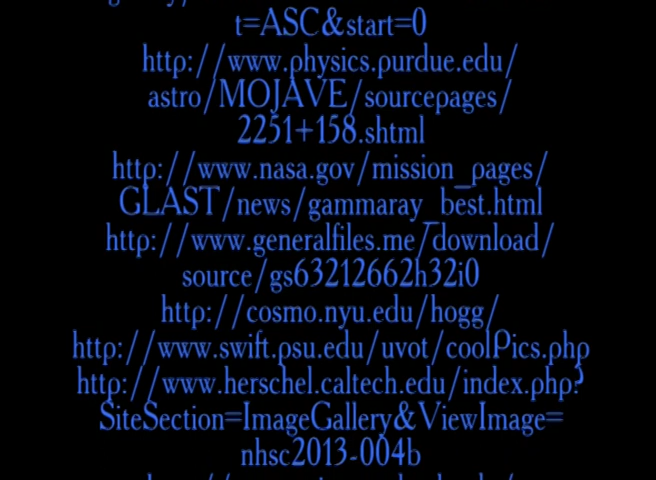 t=ASC&start=0
http://www.physics.purdue.edu/
astro/MOJAVE/sourcepages/
2251+158.shtml
http://www.nasa.gov/mission_pages/
GLAST/news/gammaray_best.html
http://www.generalfiles.me/download/
source/gs63212662h32i0
http://cosmo.nyu.edu/hogg/
http://www.swift.psu.edu/uvot/coolPics.php
http://www.herschel.caltech.edu/index.php?
SiteSection=ImageGallery&ViewImage=
nhsc2013-004b